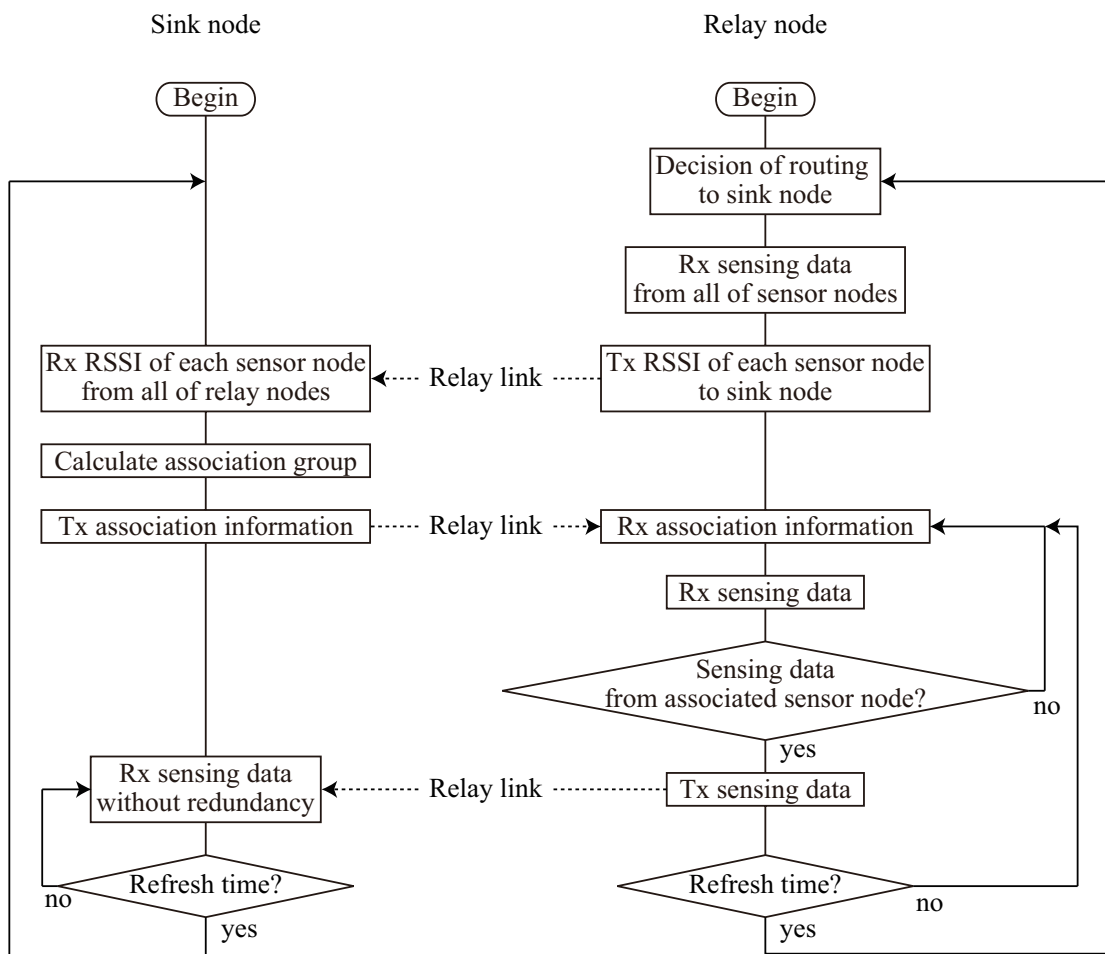 Sink node
Relay node
Begin
Begin
Decision of routing
to sink node
Rx sensing data
from all of sensor nodes
Rx RSSI of each sensor node
from all of relay nodes
Relay link
Tx RSSI of each sensor node
to sink node
Calculate association group
Tx association information
Relay link
Rx association information
Rx sensing data
Sensing data
from associated sensor node?
no
yes
Rx sensing data
without redundancy
Relay link
Tx sensing data
Refresh time?
no
yes
Refresh time?
no
yes